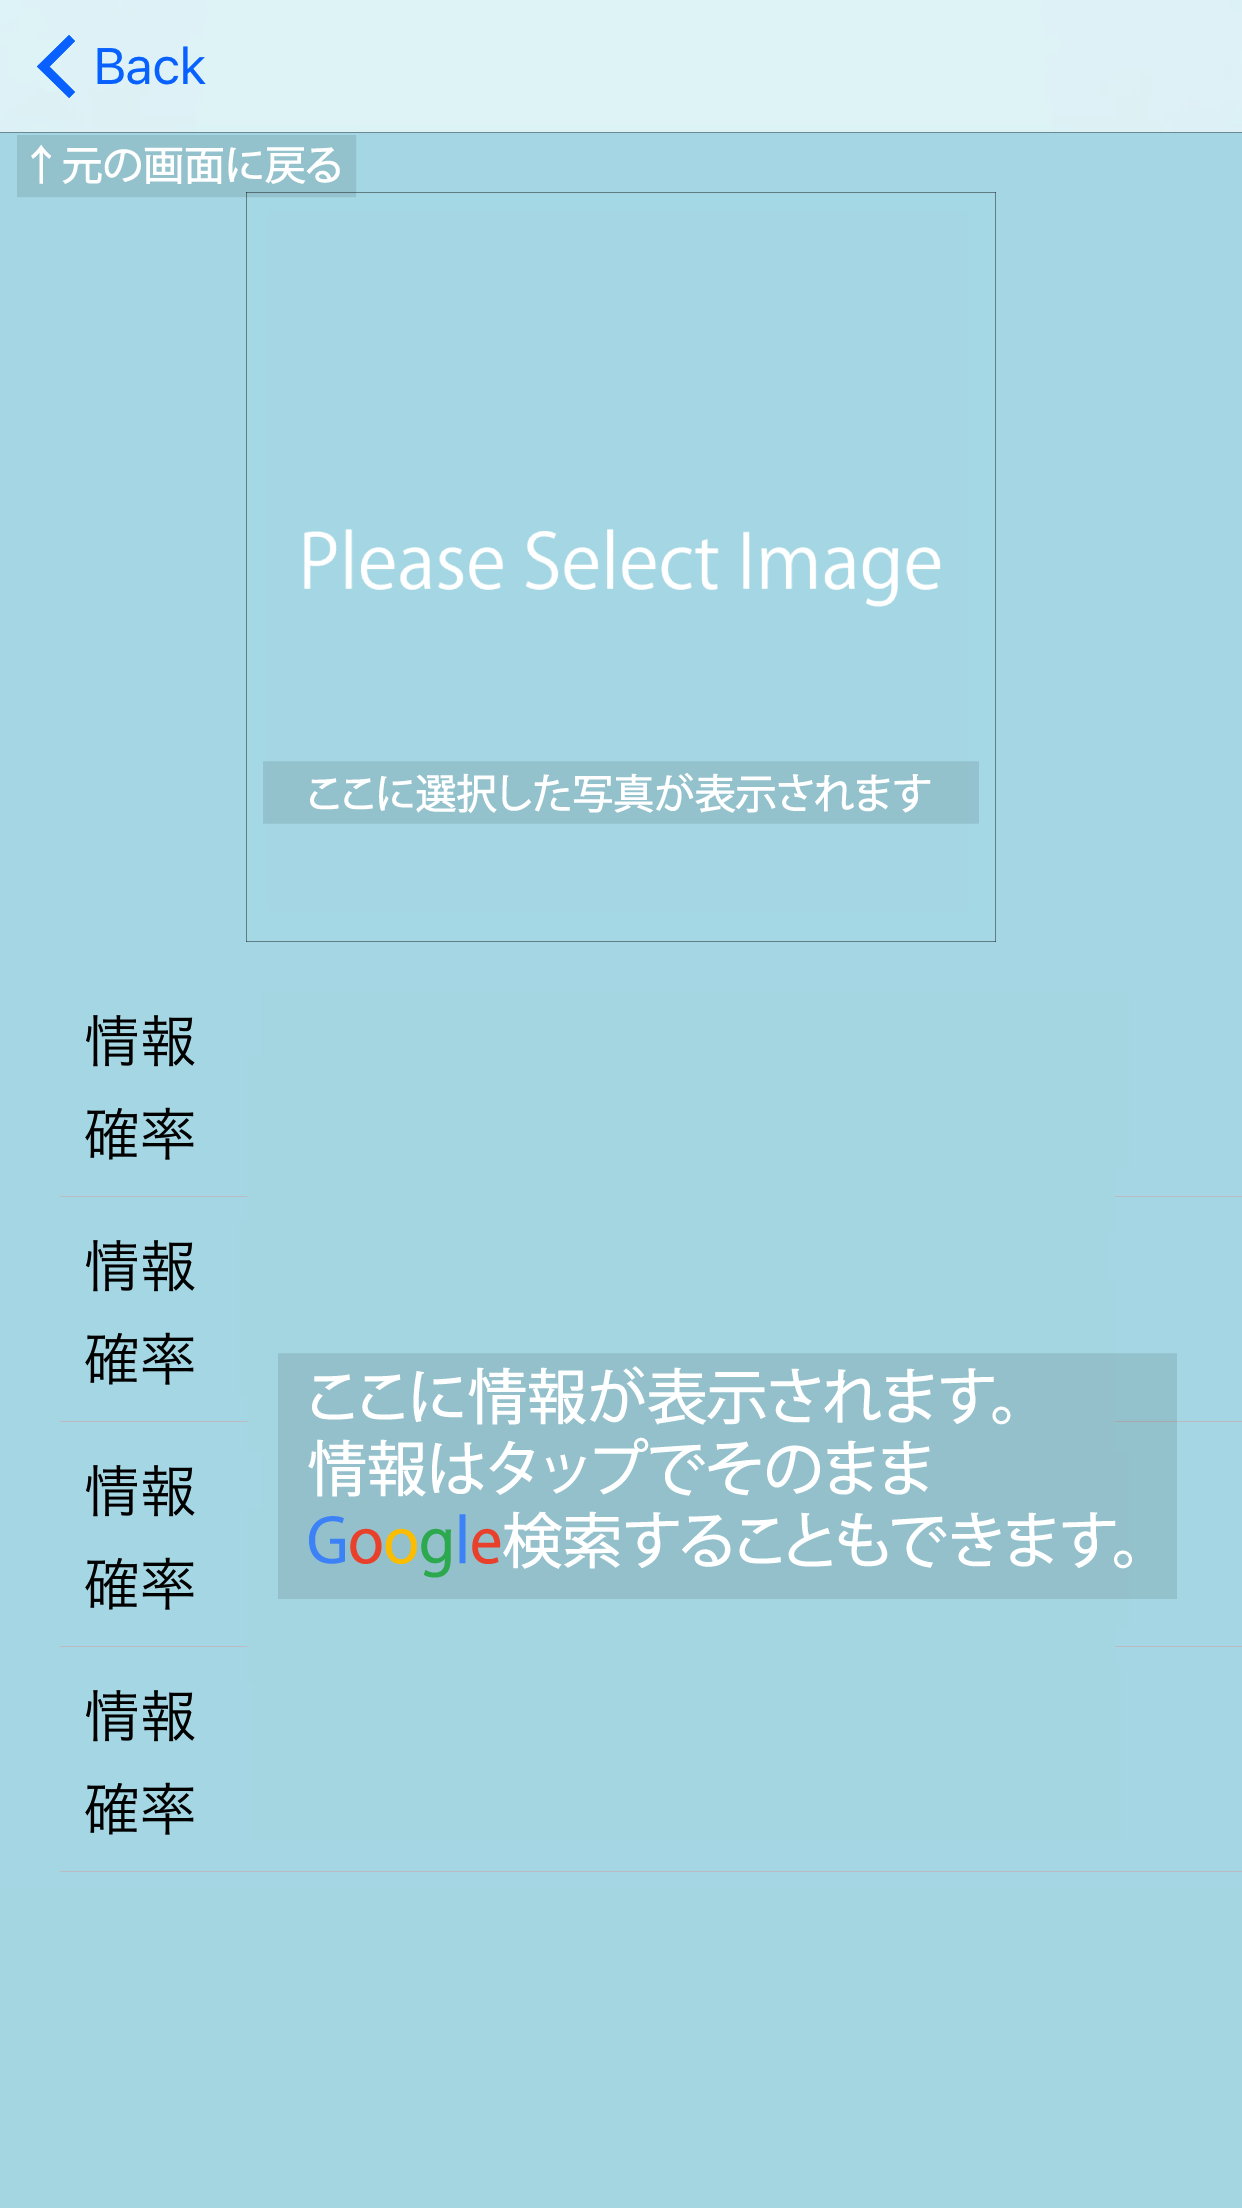 Back
↑元の画面に戻る
Please Select Image
ここに選択した写真が表示されます
情報
確率
情報
確率
ここに情報が表示されます。
情報はタップでそのまま
Google検索することもできます。
情報
確率
情報
確率